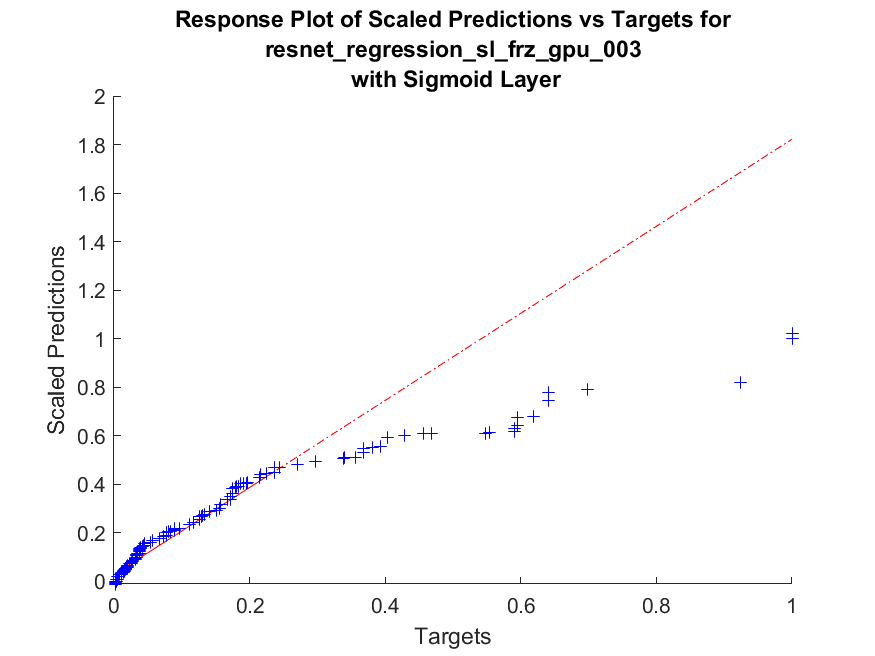 Response Plot of Scaled Predictions vs Targets for
resnet_regression_sl_frz_gpu_003
with Sigmoid Layer
2
1.8
1.6
1.4
1.2
1
0.8
0.6
0.4
0.2
0
Scaled Predictions
0 0.2 0.4 0.6 0.8 1
Targets